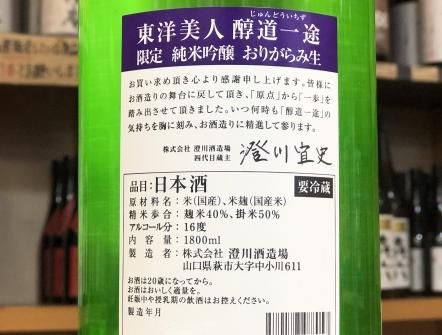 じゅんどういちず
東洋美人 醇道一途
限定 純米吟醸 おりがらみ生
お買い求め頂き心より感謝申し上げます。皆様に
お酒造りの舞台に戻して頂き、「原点」から「一歩」を
踏み出させて頂きました。いつ何時も「醇道一途」の
気持ちを胸に刻み、お酒造りに精進して参ります。
株式会社 澄川酒造場
四代目蔵主 澄川宜史
品目:日本酒 要冷蔵
原材料名:米(国産)、米麹(国産米)
精米歩合:麹米40%、掛米50%
アルコール分:16度
内容量:1800ml
製造者:株式会社 澄川酒造場
山口県萩市大字中小川611
お酒は20歳になってから。
お酒はおいしく適量を。
妊娠中や授乳期の飲酒はお控えください。
製造年月